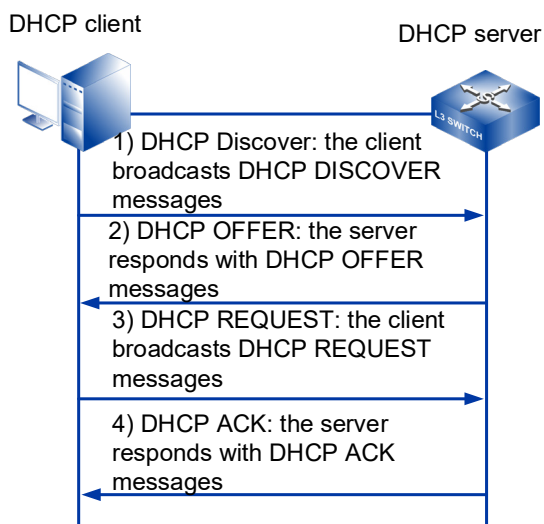 DHCP client
DHCP server
L3 SWITCH
1) DHCP Discover: the client
broadcasts DHCP DISCOVER
messages
2) DHCP OFFER: the server
responds with DHCP OFFER
messages
3) DHCP REQUEST: the client
broadcasts DHCP REQUEST
messages
4) DHCP ACK: the server
responds with DHCP ACK
messages